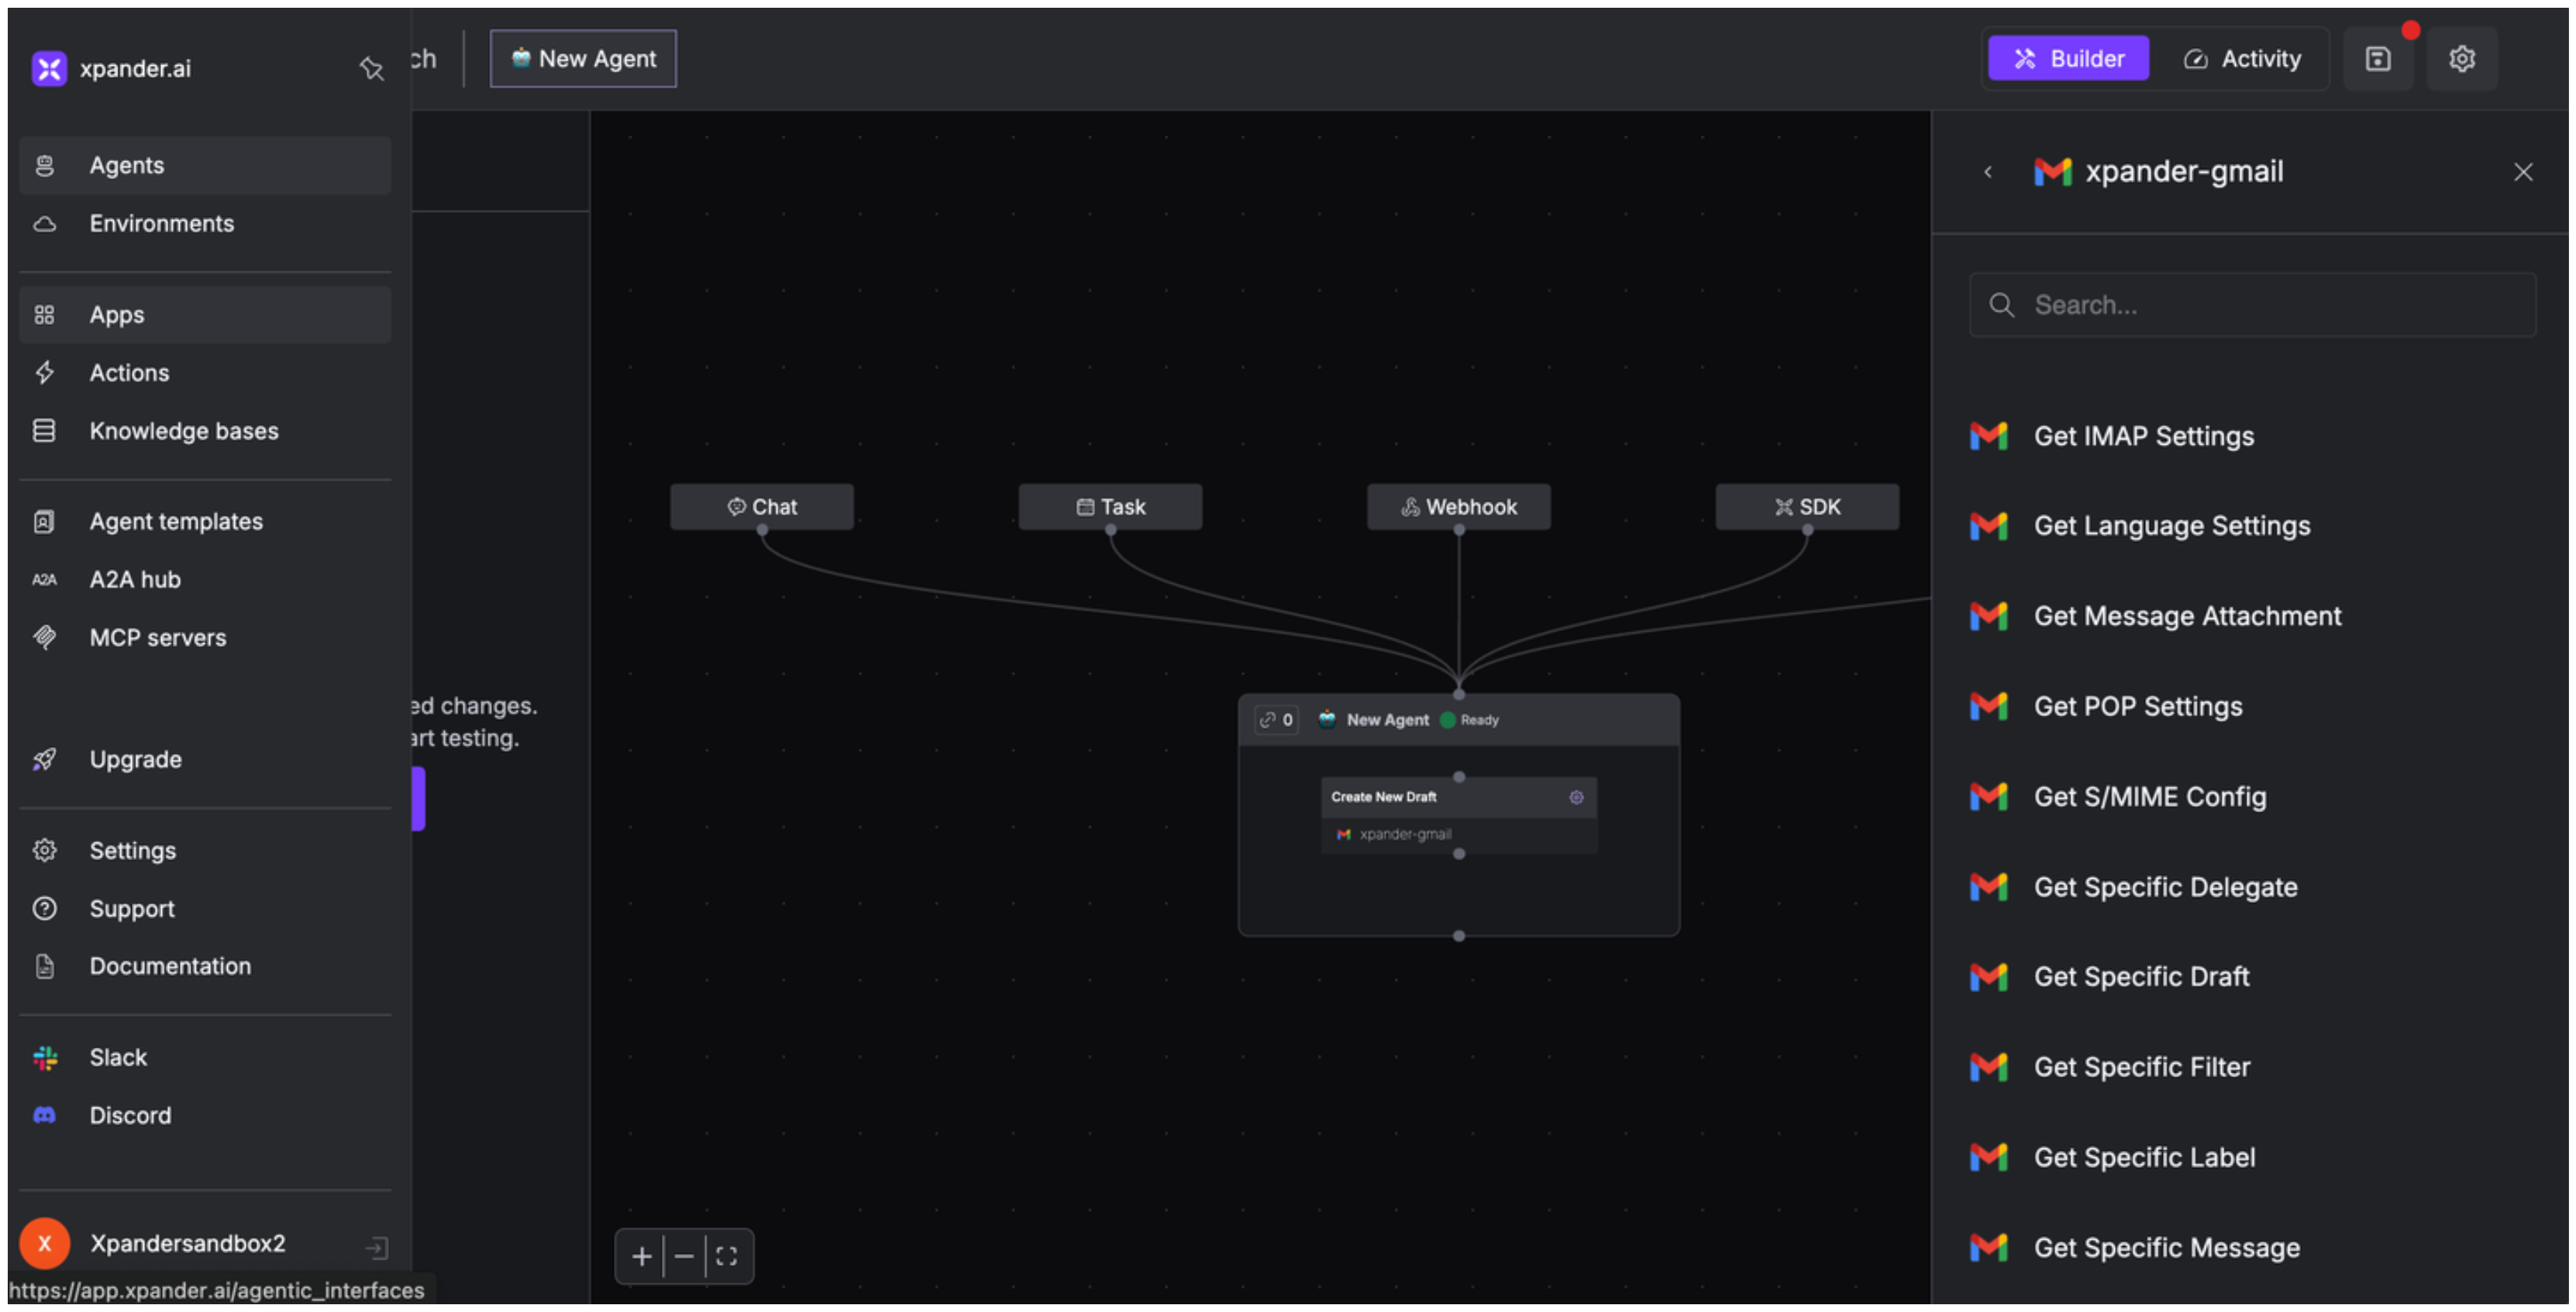 xpander.ai
ch
New Agent
Builder
Activity
Agents
Environments
Apps
Actions
Knowledge bases
Agent templates
A2A
A2A hub
MCP servers
Upgrade
Settings
Support
Documentation
Slack
Discord
X
Xpandersandbox2
https://app.xpander.ai/agentic_interfaces
ed changes.
art testing.
Chat
Task
Webhook
SDK
0
New Agent
Ready
Create New Draft
xpander-gmail
xpander-gmail
Search...
Get IMAP Settings
Get Language Settings
Get Message Attachment
Get POP Settings
Get S/MIME Config
Get Specific Delegate
Get Specific Draft
Get Specific Filter
Get Specific Label
Get Specific Message